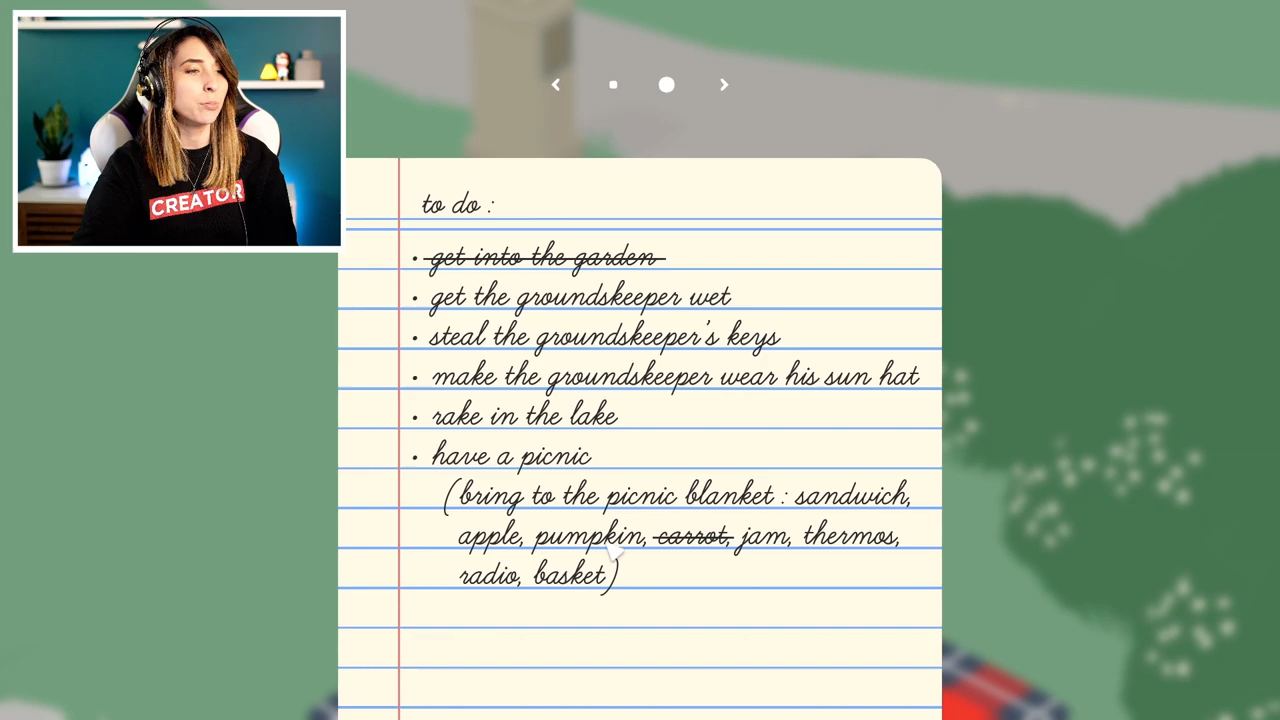 CREATOR
to do :
• get into the garden
• get the groundskeeper wet
• steal the groundskeeper's keys
• make the groundskeeper wear his sun hat
• rake in the lake
• have a picnic
(bring to the picnic blanket : sandwich,
apple, pumpkin, carrot, jam, thermos,
radio, basket)